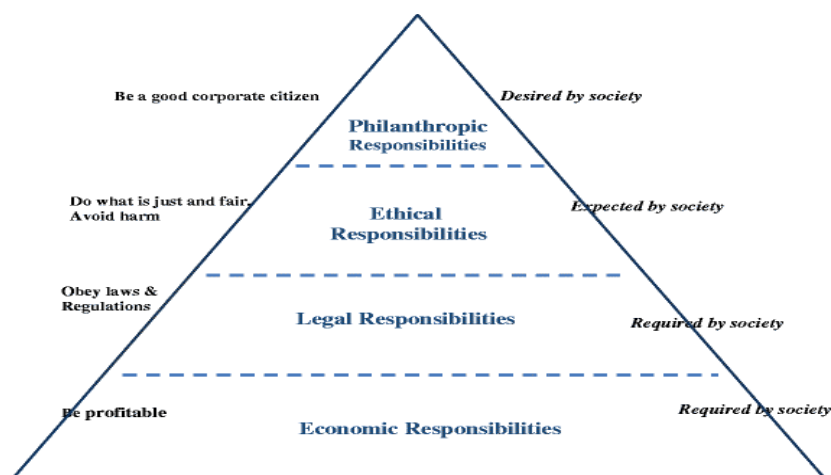 Be a good corporate citizen
Desired by society
Philanthropic
Responsibilities
Do what is just and fair,
Avoid harm
Expected by society
Ethical
Responsibilities
Obey laws &
Regulations
Legal Responsibilities
Required by society
Be profitable
Required by society
Economic Responsibilities